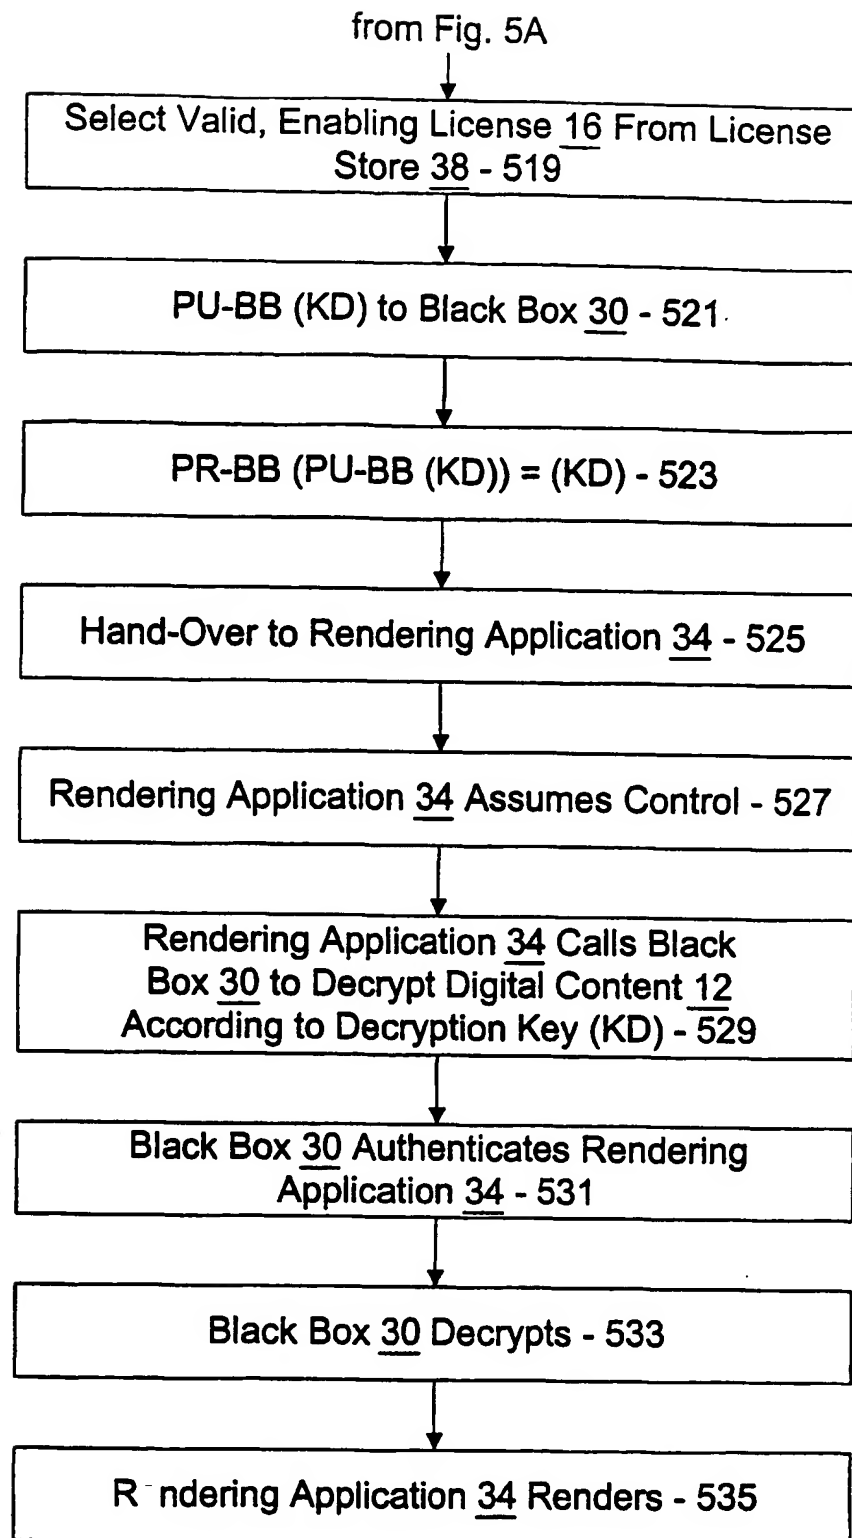 from Fig. 5A
Select Valid, Enabling License 16 From License
Store 38 - 519
PU-BB (KD) to Black Box 30 - 521
PR-BB (PU-BB (KD)) = (KD) - 523
Hand-Over to Rendering Application 34 - 525
Rendering Application 34 Assumes Control - 527
Rendering Application 34 Calls Black
Box 30 to Decrypt Digital Content 12
According to Decryption Key (KD) - 529
Black Box 30 Authenticates Rendering
Application 34 - 531
Black Box 30 Decrypts - 533
R ndering Application 34 Renders - 535